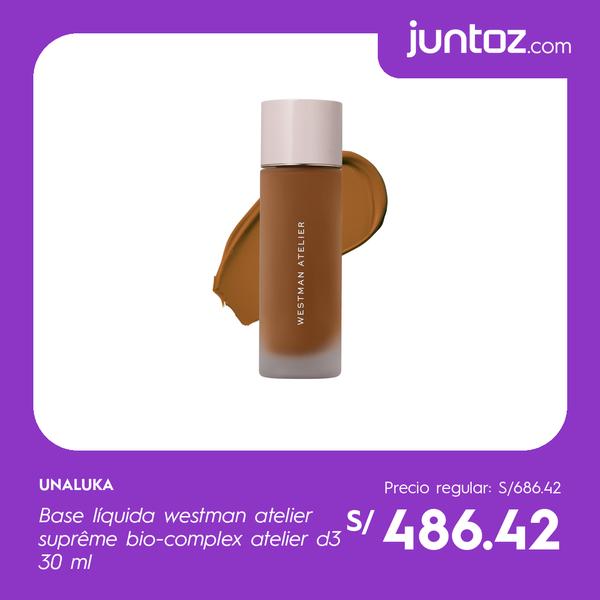 juntoz.com
WESTMAN ATELIER
UNALUKA
Base líquida westman atelier
suprême bio-complex atelier d3
30 ml
Precio regular: S/686.42
S/ 486.42